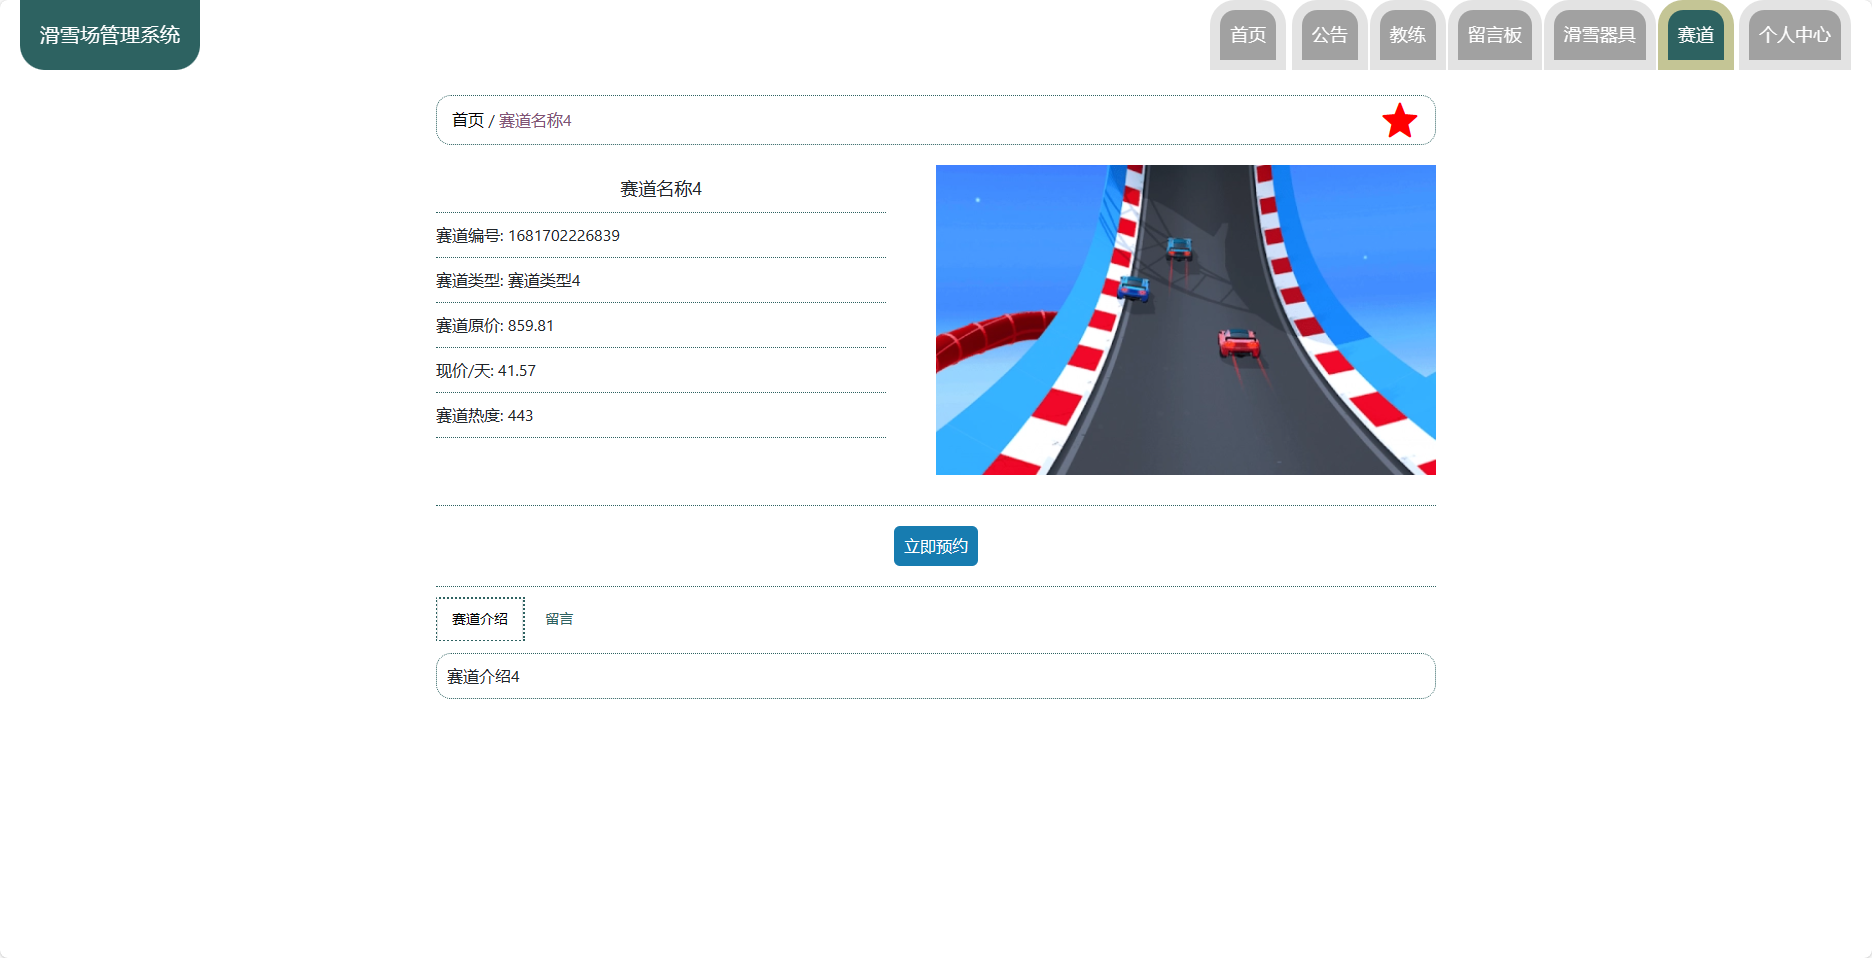 滑雪场管理系统
首页 公告 教练 留言板 滑雪器具 赛道 个人中心
首页 / 赛道名称4
赛道名称4
赛道编号: 1681702226839
赛道类型: 赛道类型4
赛道原价: 859.81
现价/天: 41.57
赛道热度: 443
立即预约
赛道介绍 留言
赛道介绍4